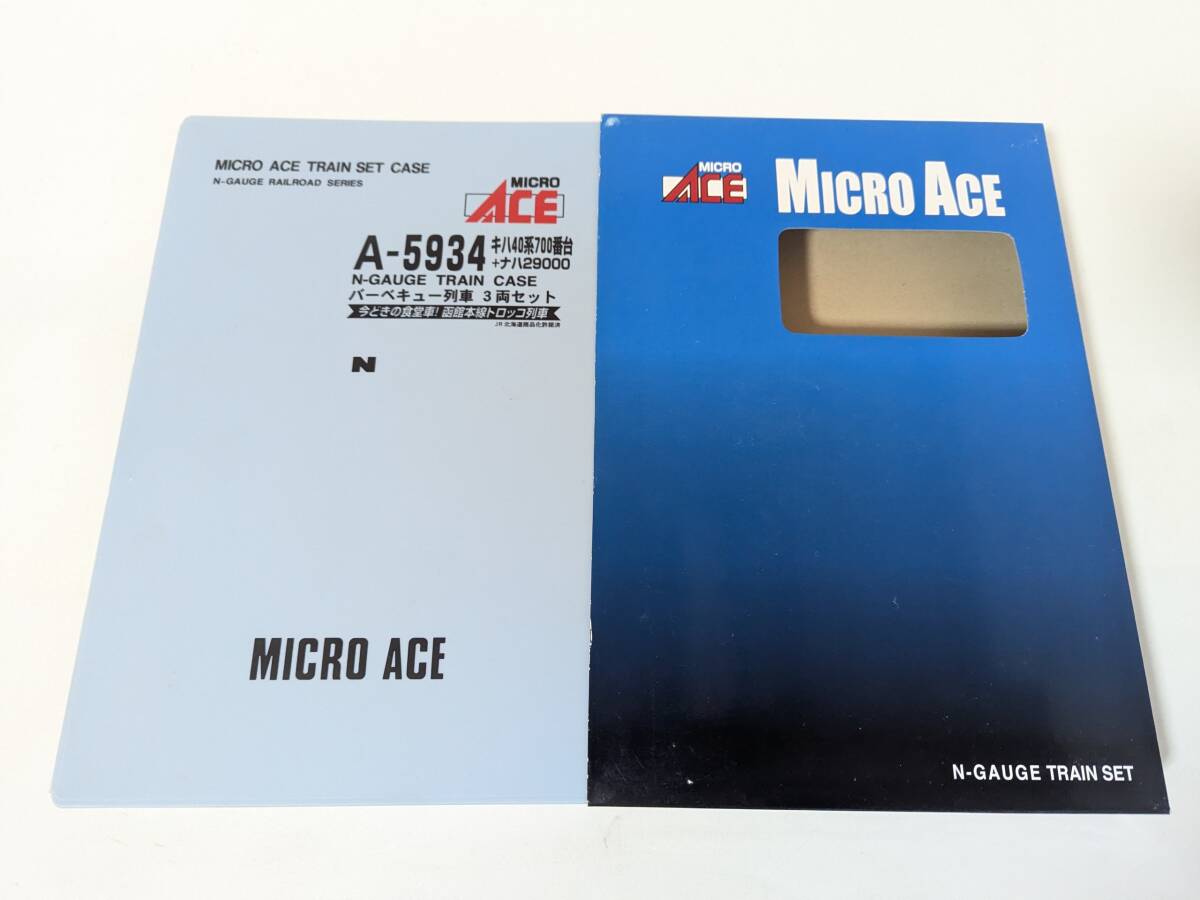 MICRO ACE TRAIN SET CASE
N-GAUGE RAILROAD SERIES
MICRO
ACE
A-5934
キハ40系700番台
+ナハ29000
N-GAUGE TRAIN CASE
バーベキュー列車 3両セット
今どきの食堂車! 函館本線トロッコ列車
JR北海道商品化許諾済
N
MICRO ACE
MICRO
ACE
MICRO ACE
N-GAUGE TRAIN SET